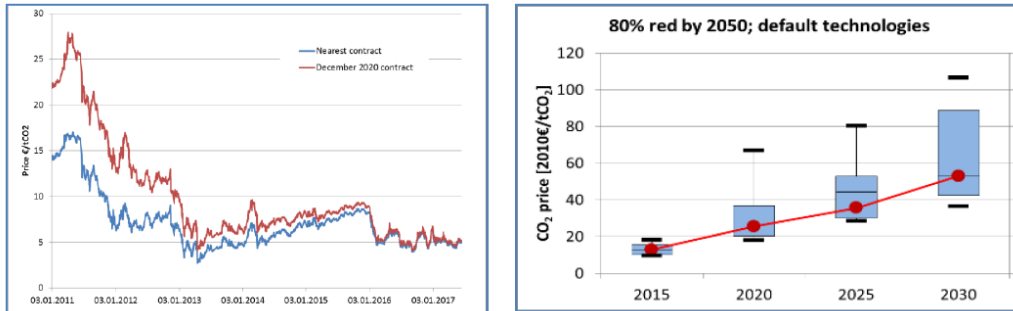 30
25
20
15
10
5
0
Price €/tCO2
Nearest contract
December 2020 contract
03.01.2011 03.01.2012 03.01.2013 03.01.2014 03.01.2015 03.01.2016 03.01.2017
80% red by 2050; default technologies
120
100
80
60
40
20
0
CO₂ price [2010€/tCO₂]
2015 2020 2025 2030